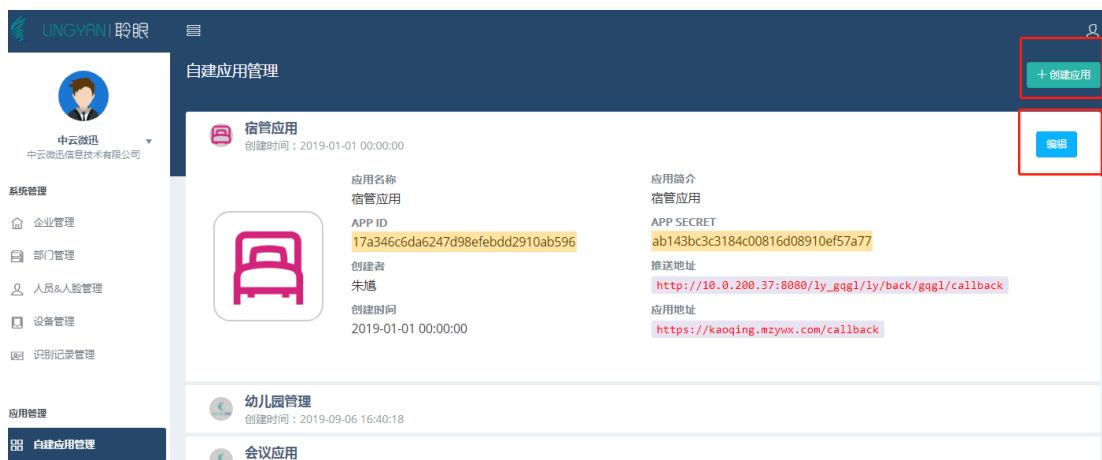 LINGYAN 聆眼
中云微迅
中云微迅信息技术有限公司
系统管理
企业管理
部门管理
人员&人脸管理
设备管理
识别记录管理
应用管理
自建应用管理
自建应用管理
+ 创建应用
宿管应用
创建时间：2019-01-01 00:00:00
编辑
应用名称
宿管应用
APP ID
17a346c6da6247d98efebdd2910ab596
创建者
朱尷
创建时间
2019-01-01 00:00:00
应用简介
宿管应用
APP SECRET
ab143bc3c3184c00816d08910ef57a77
推送地址
http://10.0.200.37:8080/ly_gqgl/ly/back/gqgl/callback
应用地址
https://kaoqing.mzywx.com/callback
幼儿园管理
创建时间：2019-09-06 16:40:18
会议应用